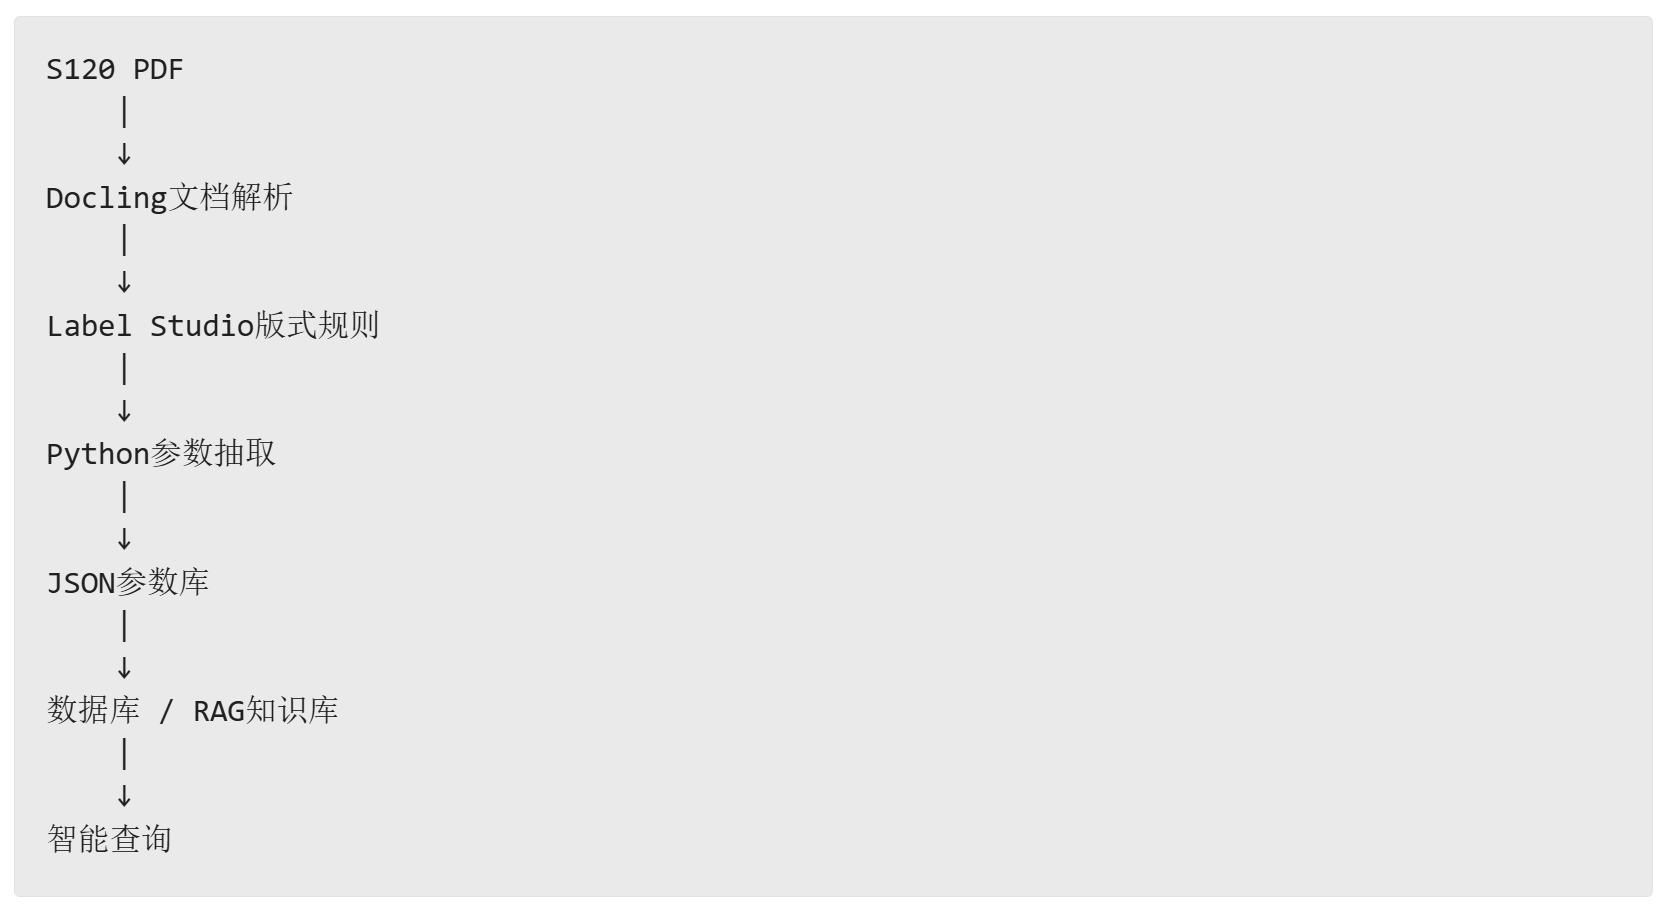 S120 PDF
|
↓
Docling文档解析
|
↓
Label Studio版式规则
|
↓
Python参数抽取
|
↓
JSON参数库
|
↓
数据库 / RAG知识库
|
↓
智能查询